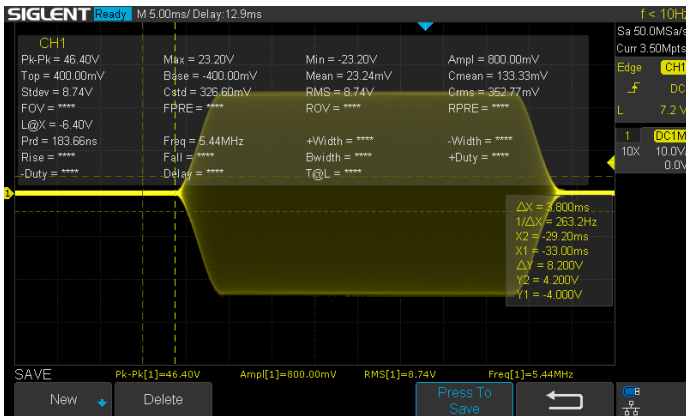 SIGLENT Ready M 5.00ms/ Delay:12.9ms f < 10Hz
Sa 50.0MSa/s
Curr 3.50Mpts
CH1
Pk-Pk = 46.40V Max = 23.20V Min = -23.20V Ampl = 800.00mV
Top = 400.00mV Base = -400.00mV Mean = 23.24mV Cmean = 133.33mV
Stdev = 8.74V Cstd = 326.60mV RMS = 8.74V Crms = 352.77mV
FOV = **** FPRE = **** ROV = **** RPRE = ****
L@X = -6.40V
Prd = 183.66ns Freq = 5.44MHz +Width = **** -Width = ****
Rise = **** Fall = **** Bwidth = **** +Duty = ****
-Duty = **** Delay = **** T@L = ****
Edge CH1
DC
L 7.2V
1 DC1M
10X 10.0V/
0.0V
1
ΔX = 3.800ms
1/ΔX = 263.2Hz
X2 = -29.20ms
X1 = -33.00ms
ΔY = 8.200V
Y2 = 4.200V
Y1 = -4.000V
SAVE Pk-Pk[1]=46.40V Ampl[1]=800.00mV RMS[1]=8.74V Freq[1]=5.44MHz
New Delete Press To
Save